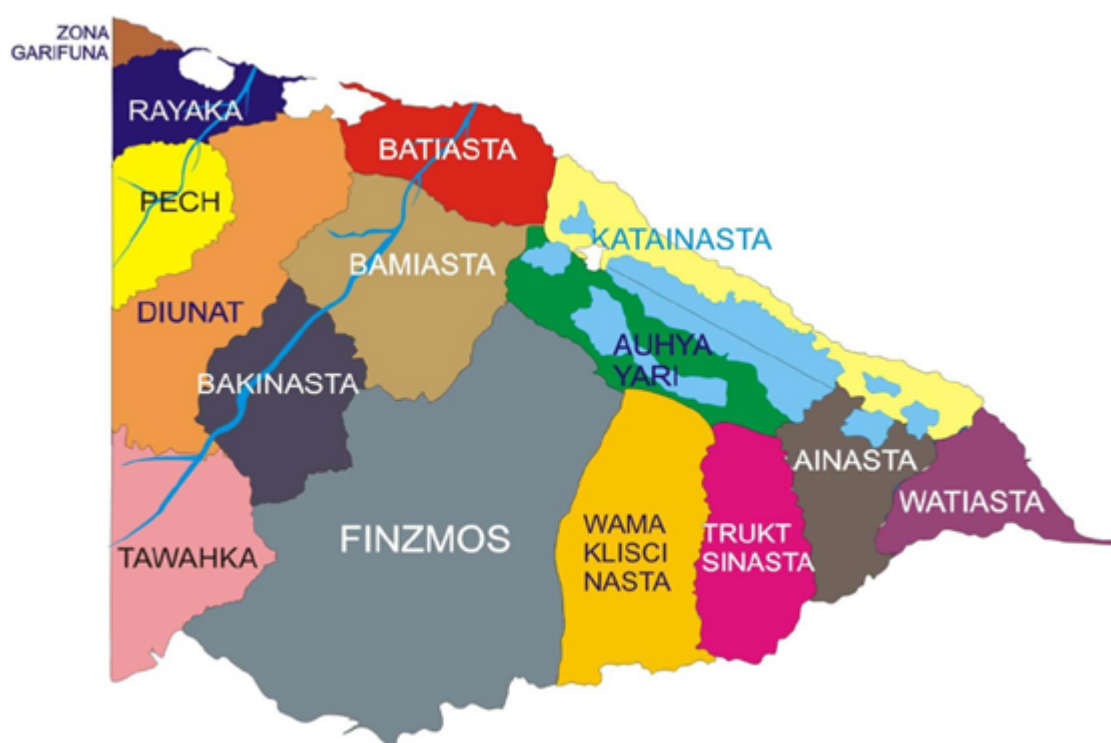 ZONA
GARIFUNA
RAYAKA
BATIASTA
PECH
KATAINASTA
BAMIASTA
DIUNAT
AUHYA
YARI
BAKINASTA
AINASTA
WATIASTA
FINZMOS
WAMA
KLISCI
NASTA
TRUKT
SINASTA
TAWAHKA